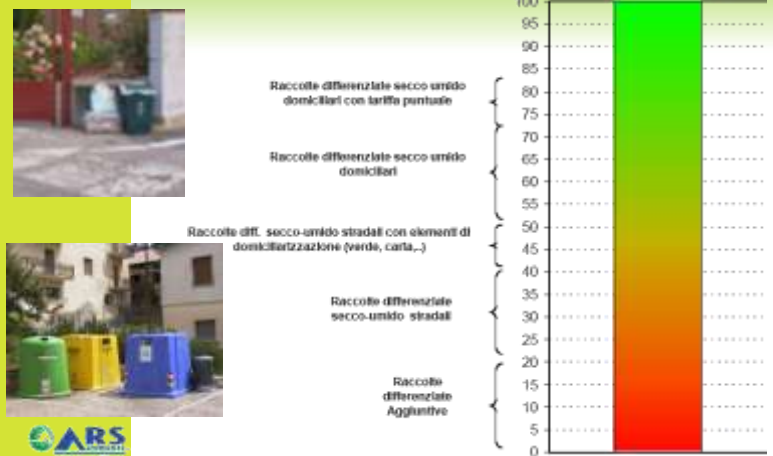 Raccolte differenziate secco umido
domiciliari con tariffa puntuale
Raccolte differenziate secco umido
domiciliari
Raccolte diff. secco-umido stradali con elementi di
domiciliarizzazione (verde, carta,..)
Raccolte differenziate
secco-umido stradali
Raccolte
differenziate
Aggiuntive
100
95
90
85
80
75
70
65
60
55
50
45
40
35
30
25
20
15
10
5
0
ARS